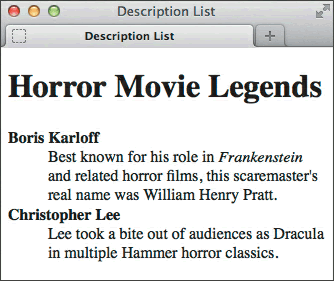 Description List
Description List
Horror Movie Legends
Boris Karloff
Best known for his role in Frankenstein
and related horror films, this scaremaster's
real name was William Henry Pratt.
Christopher Lee
Lee took a bite out of audiences as Dracula
in multiple Hammer horror classics.